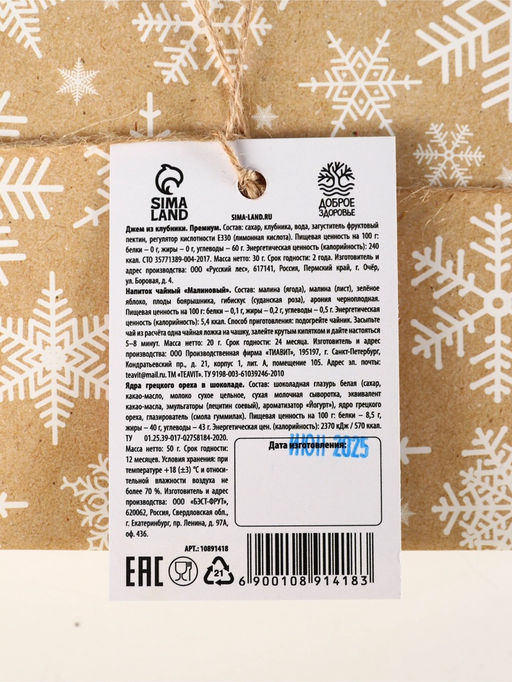 SIMA
LAND
ДОБРОЕ
ЗДОРОВЬЕ
SIMA-LAND.RU
Джем из клубники. Премиум. Состав: сахар, клубника, вода, загуститель фруктовый
пектин, регулятор кислотности Е330 (лимонная кислота). Пищевая ценность на 100 г:
белки – 0 г, жиры – 0 г, углеводы – 60 г. Энергетическая ценность (калорийность): 240
ккал. СТО 35771389-004-2017. Масса нетто: 30 г. Срок годности: 2 года. Изготовитель и
адрес производства: ООО «Русский лес», 617141, Россия, Пермский край, г. Очёр,
ул. Боровая, д. 4.
Напиток чайный «Малиновый». Состав: малина (ягода), малина (лист), зелёное
яблоко, плоды боярышника, гибискус (суданская роза), арония черноплодная.
Пищевая ценность на 100 г: белки – 0,1 г, жиры – 0,2 г, углеводы – 0,5 г. Энергетическая
ценность (калорийность): 5,4 ккал. Способ приготовления: подогрейте чайник. Засыпьте
чай из расчёта одна чайная ложка на чашку, залейте крутым кипятком и дайте настояться
5–8 минут. Масса нетто: 20 г. Срок годности: 24 месяца. Изготовитель и адрес
производства: ООО "Производственная фирма «ТИАВИТ», 195197, г. Санкт-Петербург,
Кондратьевский пр., д. 21, корпус 1, лит. А, помещение 105. Адрес эл. почты:
teavit@mail.ru. ТМ «TEAVIT». ТУ 9198-003-61039246-2010
Ядра грецкого ореха в шоколаде. Состав: шоколадная глазурь белая (сахар,
какао-масло, молоко сухое цельное, сухая молочная сыворотка, эквивалент
какао-масла, эмульгаторы (лецитин соевый), ароматизатор «Йогурт»), ядро грецкого
ореха, глазирователь (смола гуммилак). Пищевая ценность на 100 г: белки – 8,5 г,
жиры – 40 г, углеводы – 43 г. Энергетическая цен. (калорийность): 2370 кДж / 570 ккал.
ТУ 01.25.39-017-02758184-2020.
Масса нетто: 50 г. Срок годности:
12 месяцев. Условия хранения: при
температуре +18 (±3) °С и относи-
тельной влажности воздуха не
более 70 %. Изготовитель и адрес
производства: ООО «БЭСТ-ФРУТ»,
620062, Россия, Свердловская обл.,
г. Екатеринбург, пр. Ленина, д. 97А,
оф. 436.
Дата изготовления:
ИЮН 2025
АРТ.: 10891418
EAC
21
6 900108 914183